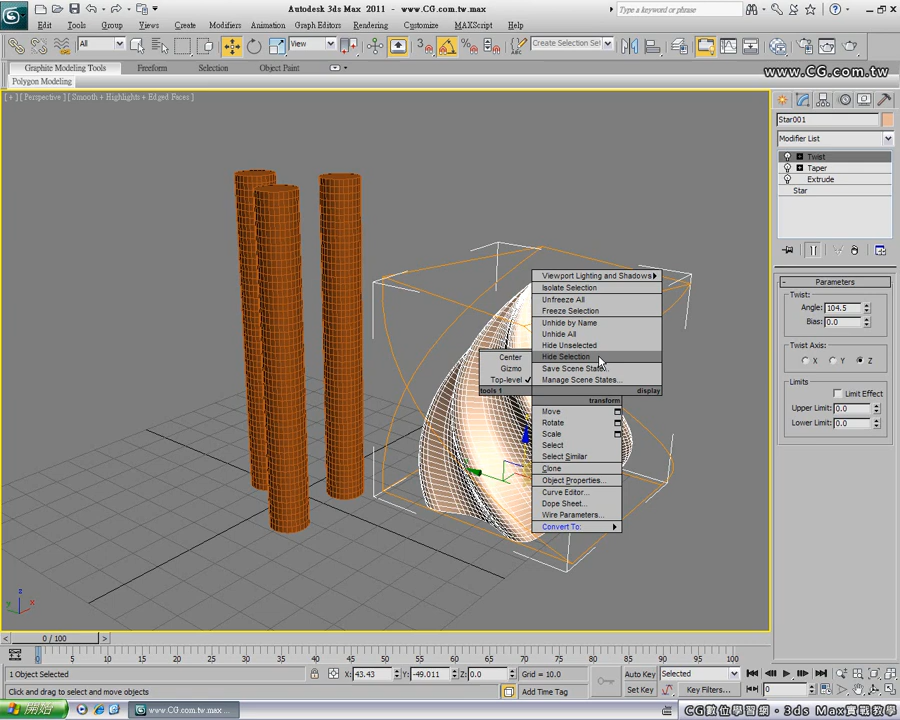 Autodesk 3ds Max 2011 - www.CG.com.tw.max
Type a keyword or phrase
Edit Tools Group Views Create Modifiers Animation Graph Editors Rendering Customize MAXScript Help
All View Create Selection Set
Graphite Modeling Tools Freeform Selection Object Paint
Polygon Modeling
www.CG.com.tw
[ + ] [ Perspective ] [ Smooth + Highlights + Edged Faces ]
Star001
Modifier List
Twist
Taper
Extrude
Star
Parameters
Twist:
Angle: 104.5
Bias: 0.0
Twist Axis:
X Y Z
Limits
Limit Effect
Upper Limit: 0.0
Lower Limit: 0.0
Viewport Lighting and Shadows
Isolate Selection
Unfreeze All
Freeze Selection
Unhide by Name
Unhide All
Hide Unselected
Hide Selection
Save Scene State...
Manage Scene States...
display
Center
Gizmo
Top-level
tools 1
transform
Move
Rotate
Scale
Select
Select Similar
Clone
Object Properties...
Curve Editor...
Dope Sheet...
Wire Parameters...
Convert To:
z
y x
0 / 100
0 5 10 15 20 25 30 35 40 45 50 55 60 65 70 75 80 85 90 95 100
1 Object Selected X: 43.43 Y: -49.011 Z: 0.0 Grid = 10.0 Auto Key Selected
Click and drag to select and move objects Add Time Tag Set Key Key Filters... 0
開始 www.CG.com.tw.max ...
CG數位學習網・3ds Max實戰教學